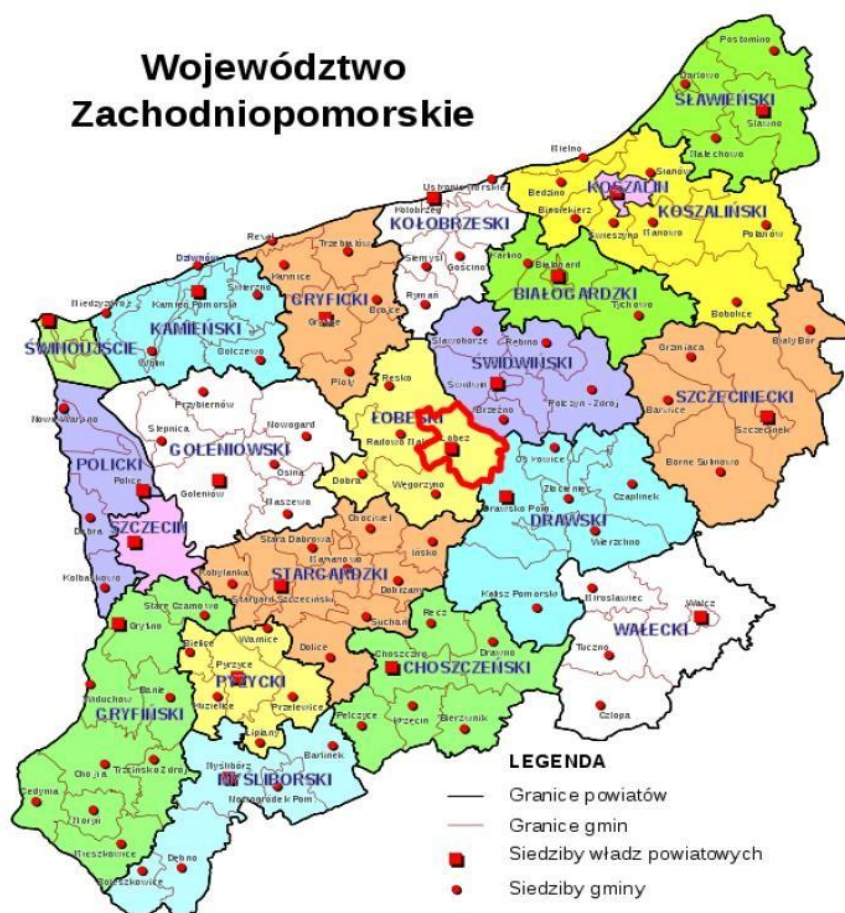 Województwo
Zachodniopomorskie
Postomino
Darłowo
SŁAWIEŃSKI
Sławno
Malechowo
Mielno
Sianów
Ustronie Morskie
Będzino
KOSZALIN
Kołobrzeg
Biesiekierz
KOSZALIŃSKI
KOŁOBRZESKI
Świeszyno
Manowo
Polanów
Rewal
Trzebiatów
Siemyśl
Gościno
Karlino
Białogard
Dziwnów
Karnice
BIAŁOGARDZKI
Kamień Pomorski
Świerzno
GRYFICKI
Rymań
Tychowo
Bobolice
Międzyzdroje
KAMIEŃSKI
Gryfice
Brojce
ŚWINOUJŚCIE
Wolin
Golczewo
Sławoborze
Rąbino
Grzmiąca
Biały Bór
ŚWIDWIŃSKI
Płoty
Resko
Świdwin
Połczyn-Zdrój
SZCZECINECKI
Przybiernów
Barwice
Nowe Warpno
Brzeżno
Szczecinek
Stepnica
Nowogard
ŁOBESKI
Radowo Małe
Łobez
GOLENIOWSKI
POLICKI
Osina
Ostrowice
Borne Sulinowo
Police
Goleniów
Dobra
Węgorzyno
Złocieniec
Czaplinek
Maszewo
Drawsko Pom.
SZCZECIN
Chociwel
DRAWSKI
Dobra
Stara Dąbrowa
Ińsko
Wierzchno
Marianowo
Kobylanka
STARGARDZKI
Kołbaskowo
Stargard Szczeciński
Dobrzany
Kalisz Pomorski
Mirosławiec
Stare Czarnowo
Suchań
Recz
Wałcz
Gryfino
Warnice
WAŁECKI
Bielice
Dolice
Choszczno
Drawno
Tuczno
Pyrzyce
CHOSZCZEŃSKI
Banie
PYRZYCKI
Widuchowa
Kozielice
Przelewice
GRYFIŃSKI
Pełczyce
Krzęcin
Bierzwnik
Człopa
Lipiany
Barlinek
Myślibórz
Chojna
Trzcińsko Zdrój
MYŚLIBORSKI
Cedynia
Nowogródek Pom
Moryń
Mieszkowice
Dębno
Boleszkowice
LEGENDA
Granice powiatów
Granice gmin
Siedziby władz powiatowych
Siedziby gminy